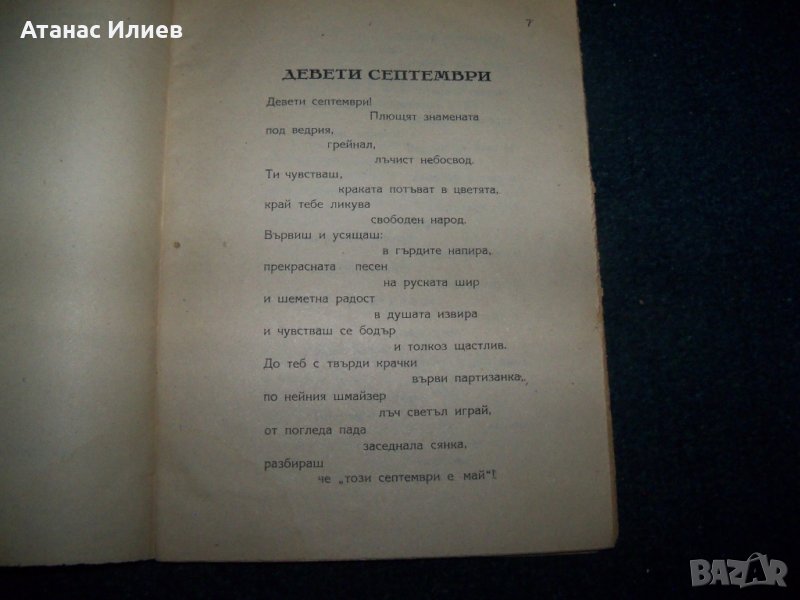 Атанас Илиев
7
ДЕВЕТИ СЕПТЕМВРИ
Девети септември!
Плющят знамената
под ведрия,
грейнал,
лъчист небосвод.
Ти чувстваш,
краката потъват в цветята,
край тебе ликува
свободен народ.
Вървиш и усящаш:
в гърдите напира,
прекрасната песен
на руската шир
и шеметна радост
в душата извира
и чувстваш се бодър
и толкоз щастлив.
До теб с твърди крачки
върви партизанка,
по нейния шмайзер
лъч светъл играй,
от погледа пада
заседнала сянка,
разбираш
че „този септември е май"!
BAZAR